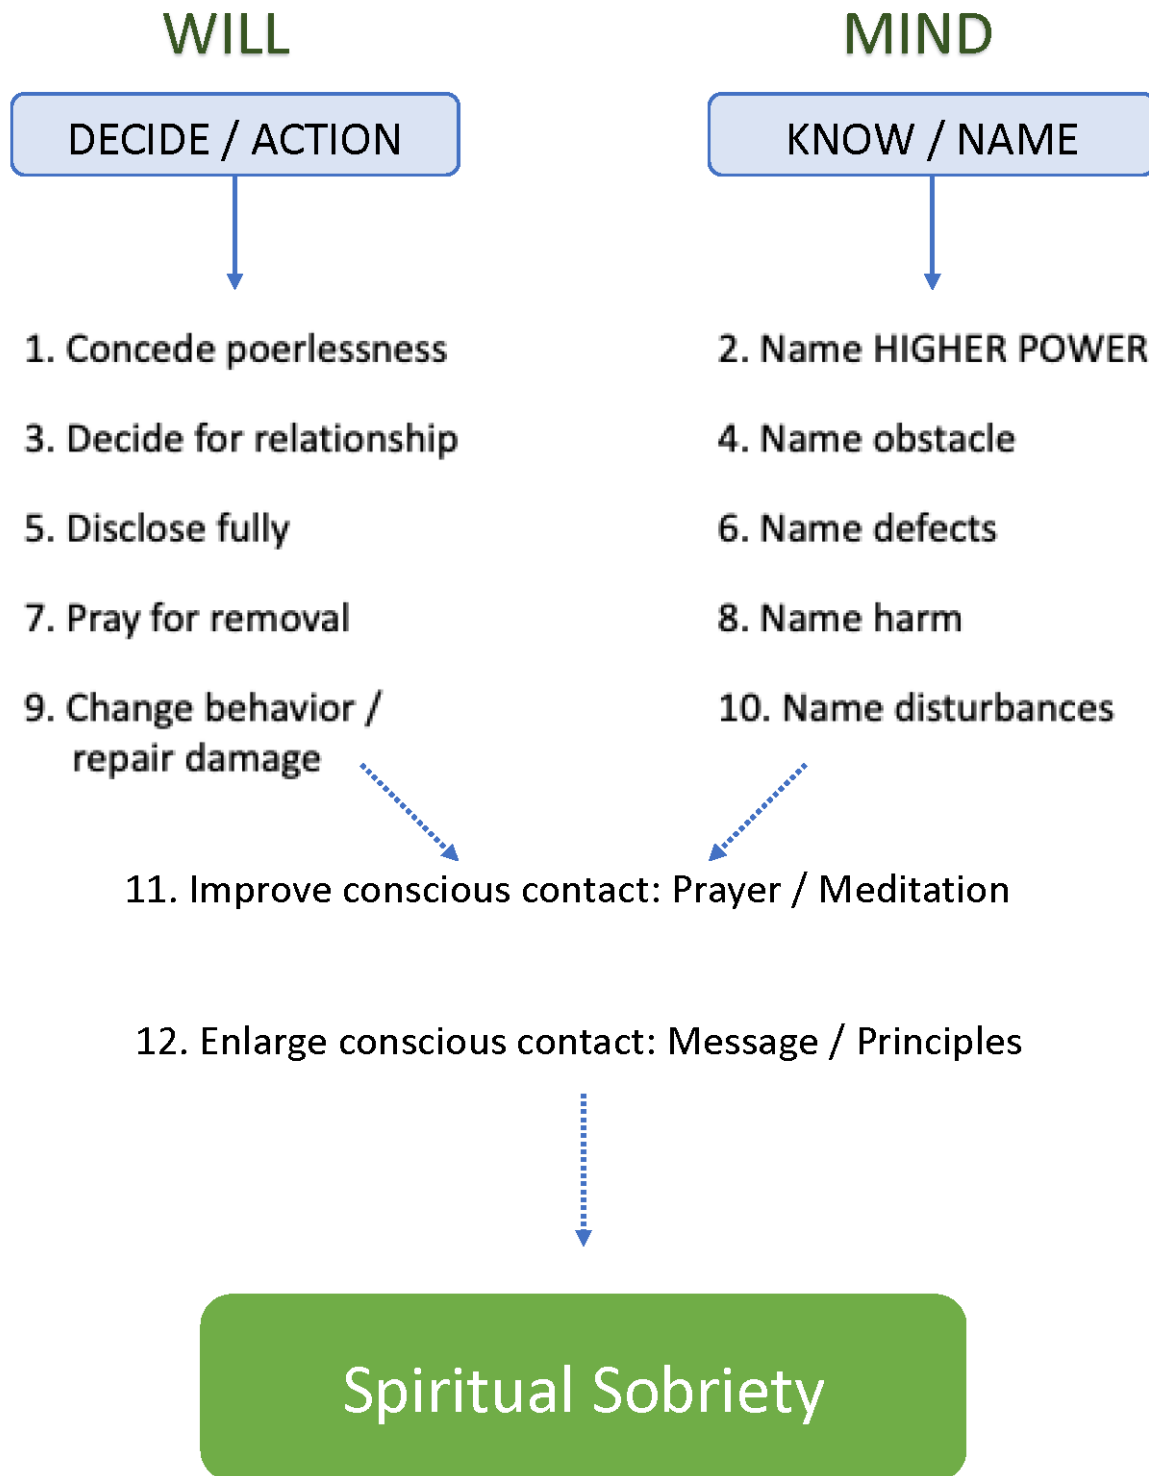 WILL
MIND
DECIDE / ACTION
KNOW / NAME
1. Concede poerlessness
2. Name HIGHER POWER
3. Decide for relationship
4. Name obstacle
5. Disclose fully
6. Name defects
7. Pray for removal
8. Name harm
9. Change behavior /
repair damage
10. Name disturbances
11. Improve conscious contact: Prayer / Meditation
12. Enlarge conscious contact: Message / Principles
Spiritual Sobriety